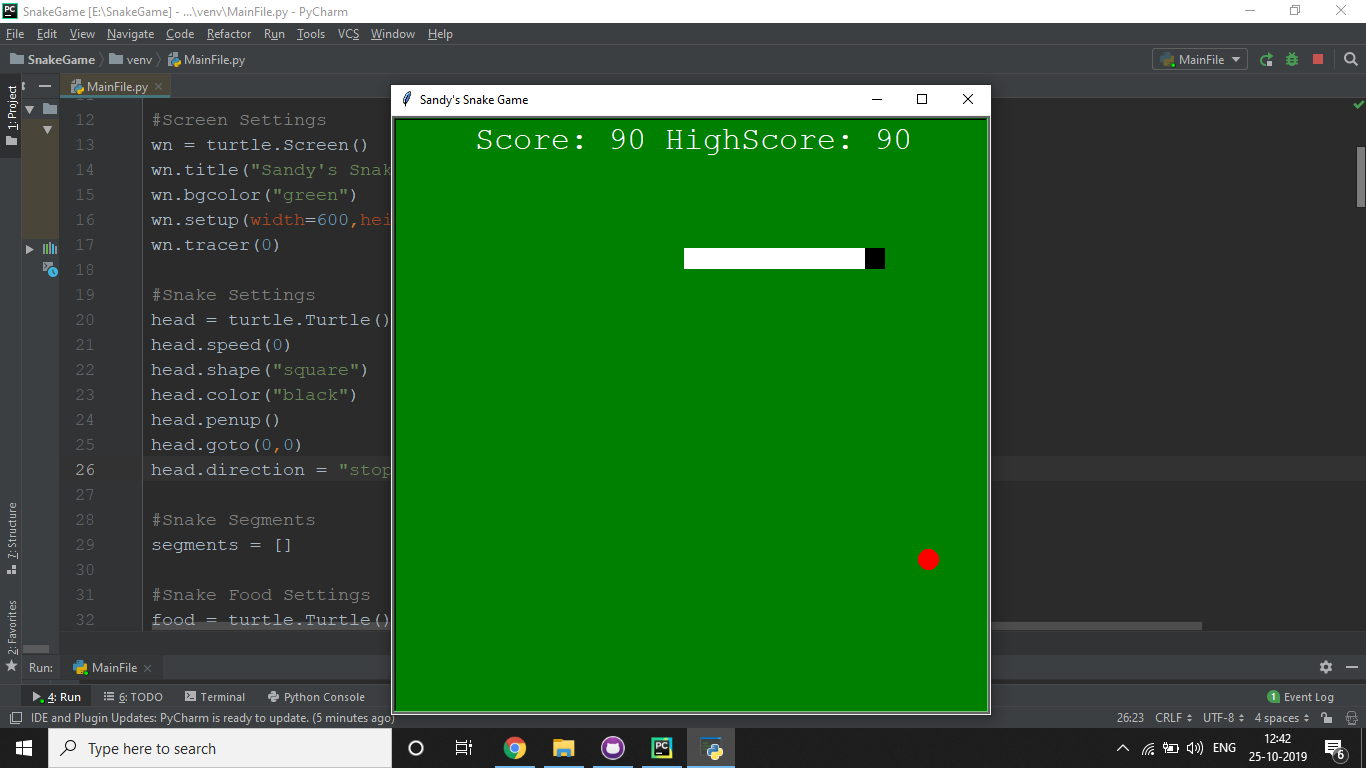 SnakeGame [E:\SnakeGame] - ...\venv\MainFile.py - PyCharm
File Edit View Navigate Code Refactor Run Tools VCS Window Help
SnakeGame venv MainFile.py MainFile
1: Project
MainFile.py
Sandy's Snake Game
Score: 90 HighScore: 90
12 #Screen Settings
13 wn = turtle.Screen()
14 wn.title("Sandy's Snak
15 wn.bgcolor("green")
16 wn.setup(width=600,hei
17 wn.tracer(0)
18
19 #Snake Settings
20 head = turtle.Turtle()
21 head.speed(0)
22 head.shape("square")
23 head.color("black")
24 head.penup()
25 head.goto(0,0)
26 head.direction = "stop
27
28 #Snake Segments
29 segments = []
30
31 #Snake Food Settings
32 food = turtle.Turtle()
7: Structure
2: Favorites
Run: MainFile
4: Run 6: TODO Terminal Python Console 1 Event Log
IDE and Plugin Updates: PyCharm is ready to update. (5 minutes ago) 26:23 CRLF UTF-8 4 spaces
Type here to search
PC
ENG
12:42
25-10-2019
6